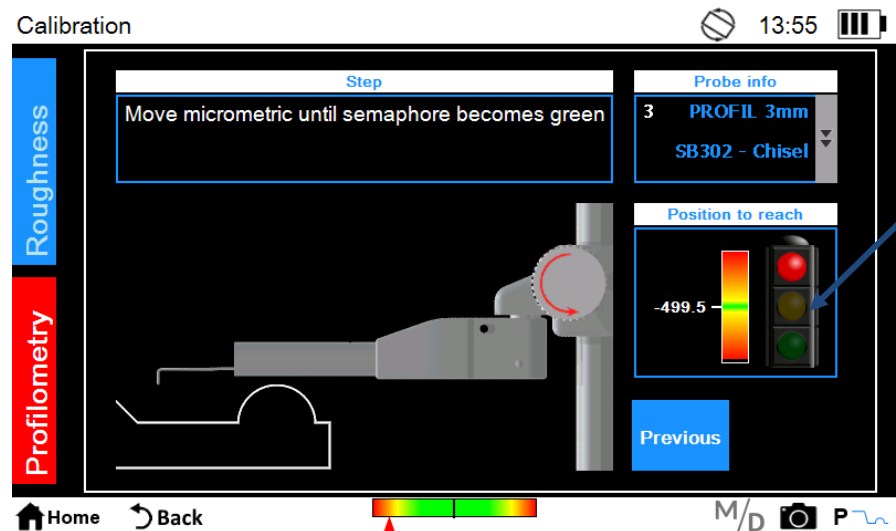 Calibration
13:55
Roughness
Profilometry
Step
Move micrometric until semaphore becomes green
Probe info
3 PROFIL 3mm
SB302 - Chisel
Position to reach
-499.5
Previous
Home
Back
M/D
P